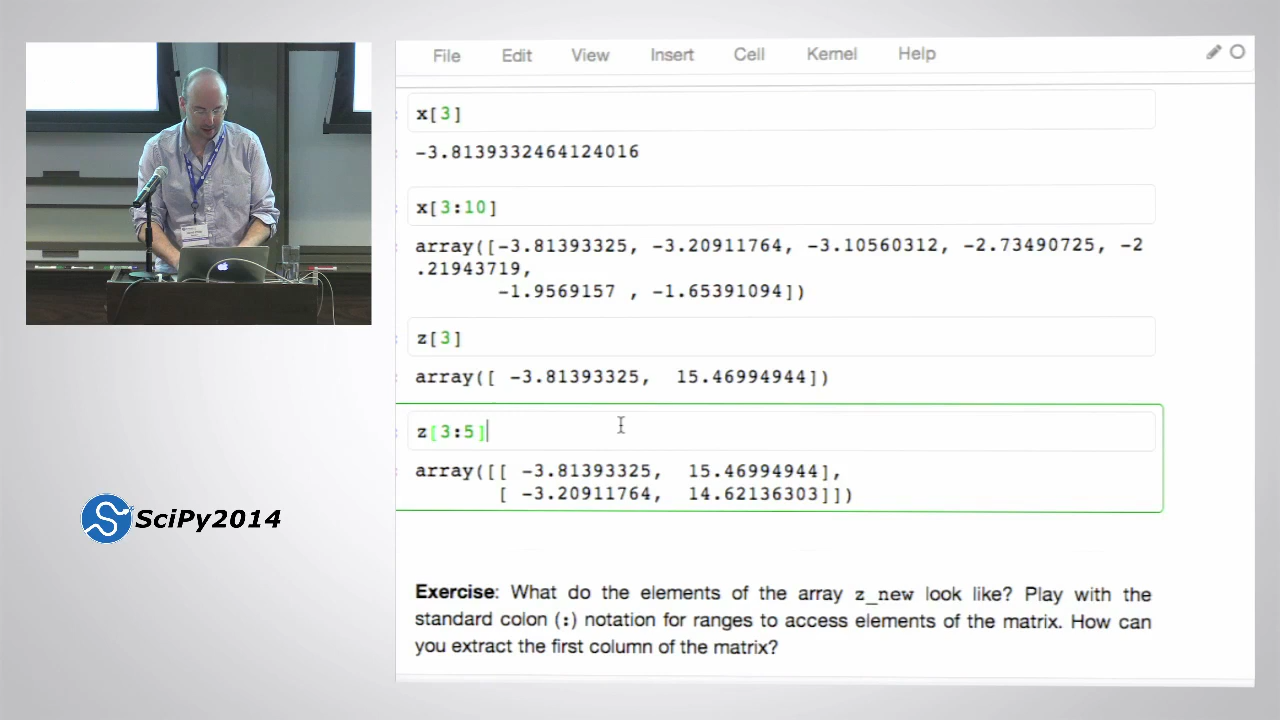 File Edit View Insert Cell Kernel Help
x[3]
-3.8139332464124016
x[3:10]
array([-3.81393325, -3.20911764, -3.10560312, -2.73490725, -2
.21943719,
-1.9569157 , -1.65391094])
z[3]
array([ -3.81393325, 15.46994944])
z[3:5]
array([[ -3.81393325, 15.46994944],
[ -3.20911764, 14.62136303]])
Exercise: What do the elements of the array z_new look like? Play with the
standard colon (:) notation for ranges to access elements of the matrix. How can
you extract the first column of the matrix?
SciPy2014